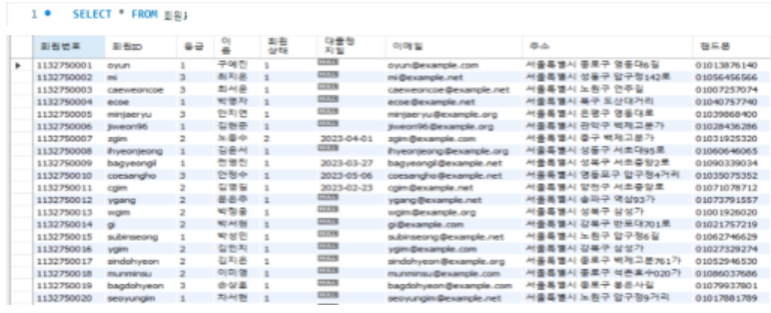 1 SELECT * FROM 회원;
회원번호 회원ID 등급 이름 회원상태 대출정지일 이메일 주소 핸드폰
1132750001 oyun 1 구예진 1 NULL oyun@example.com 서울특별시 종로구 영동대6길 01013876140
1132750002 mi 3 최지은 1 NULL mi@example.net 서울특별시 성동구 압구정142로 01056456566
1132750003 caeweoncoe 3 최서윤 1 NULL caeweoncoe@example.net 서울특별시 노원구 언주길 01007257074
1132750004 ecoe 1 박영자 1 NULL ecoe@example.net 서울특별시 북구 도산대거리 01040757740
1132750005 minjaeryu 3 안지연 1 NULL minjaeryu@example.org 서울특별시 은평구 영동대로 01039868400
1132750006 jiweon96 1 김현준 1 NULL jiweon96@example.org 서울특별시 관악구 백제고분가 01028436286
1132750007 zgim 2 노동수 2 2023-04-01 zgim@example.com 서울특별시 중구 백제고분가 01031925320
1132750008 ihyeonjeong 1 김윤서 1 NULL ihyeonjeong@example.org 서울특별시 성동구 서초대95로 01060646065
1132750009 bagyeongil 1 전영진 1 2023-03-27 bagyeongil@example.net 서울특별시 성북구 서초중앙2로 01090339034
1132750010 coesangho 3 안정수 1 2023-05-06 coesangho@example.net 서울특별시 영등포구 압구정4거리 01035075352
1132750011 cgim 2 김영길 1 2023-02-23 cgim@example.net 서울특별시 양천구 서초중앙로 01071078712
1132750012 ygang 2 문은주 1 NULL ygang@example.net 서울특별시 송파구 역삼93가 01073791557
1132750013 wgim 2 박정웅 1 NULL wgim@example.org 서울특별시 성북구 삼성가 01001926020
1132750014 gi 2 박서현 1 NULL gi@example.com 서울특별시 강북구 반포대701로 01021757219
1132750015 subinseong 1 박성민 1 NULL subinseong@example.net 서울특별시 노원구 압구정6길 01062746629
1132750016 ygim 2 김민지 1 NULL ygim@example.com 서울특별시 강북구 삼성가 01027329274
1132750017 sindohyeon 2 김지은 1 NULL sindohyeon@example.org 서울특별시 종로구 백제고분761가 01052946530
1132750018 munminsu 2 이미영 1 NULL munminsu@example.com 서울특별시 종로구 석촌호수020가 01086037686
1132750019 bagdohyeon 3 손상훈 1 NULL bagdohyeon@example.com 서울특별시 종로구 봉은사길 01079937801
1132750020 seoyungim 1 차서현 1 NULL seoyungim@example.net 서울특별시 노원구 압구정9거리 01017881789